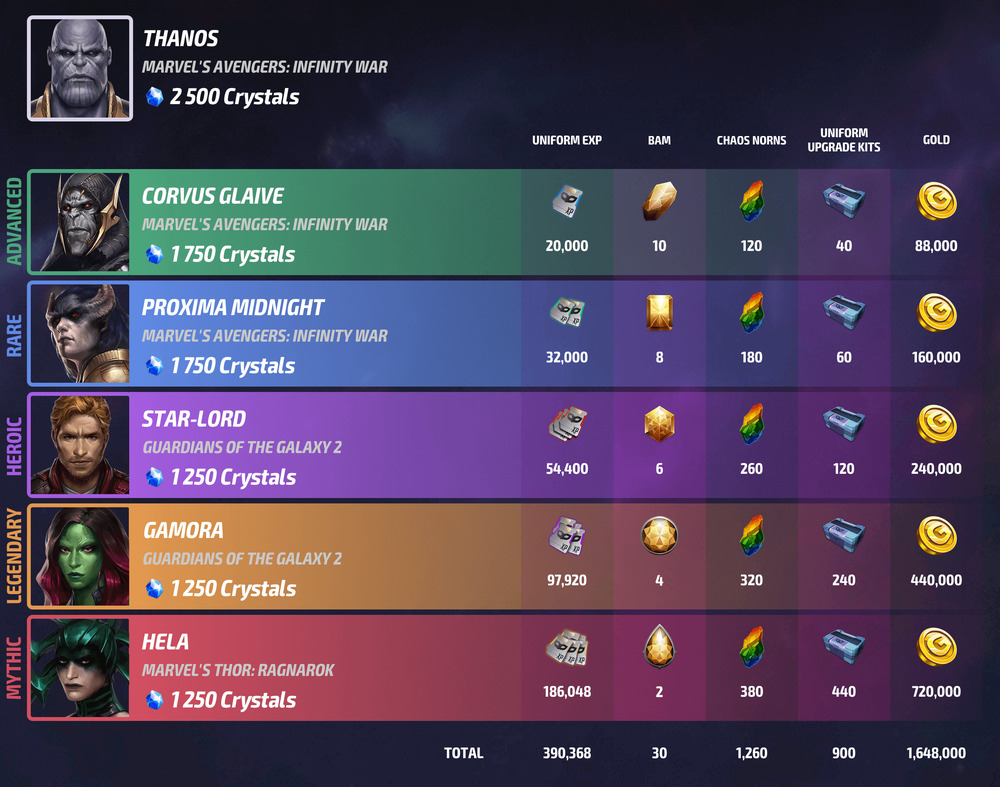 THANOS
MARVEL'S AVENGERS: INFINITY WAR
2 500 Crystals
UNIFORM EXP BAM CHAOS NORNS UNIFORM UPGRADE KITS GOLD
ADVANCED
CORVUS GLAIVE
MARVEL'S AVENGERS: INFINITY WAR
1 750 Crystals
20,000 10 120 40 88,000
RARE
PROXIMA MIDNIGHT
MARVEL'S AVENGERS: INFINITY WAR
1 750 Crystals
32,000 8 180 60 160,000
HEROIC
STAR-LORD
GUARDIANS OF THE GALAXY 2
1 250 Crystals
54,400 6 260 120 240,000
LEGENDARY
GAMORA
GUARDIANS OF THE GALAXY 2
1 250 Crystals
97,920 4 320 240 440,000
MYTHIC
HELA
MARVEL'S THOR: RAGNAROK
1 250 Crystals
186,048 2 380 440 720,000
TOTAL 390,368 30 1,260 900 1,648,000